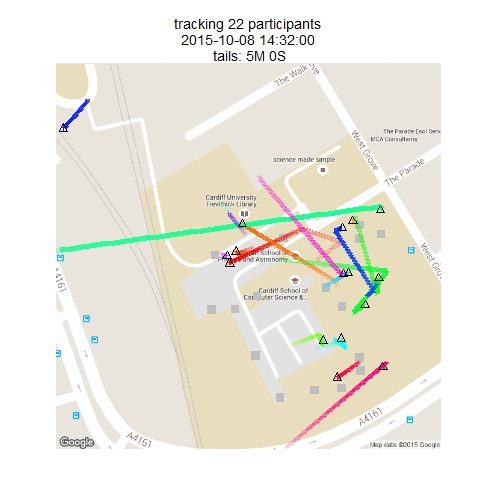 tracking 22 participants
2015-10-08 14:32:00
tails: 5M 0S
The Walk
West Grove
The Parade Esol Serv
MCA Consultants
science made simple
The Parade
Cardiff University
Trevithick Library
West Grove
Cardiff School of
and Astronomy
Cardiff School of
Computer Science &...
A4161
A4161
A4161
Google
Map data ©2015 Google